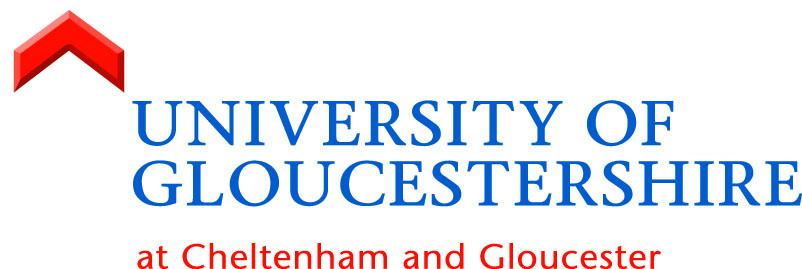 UNIVERSITY OF
GLOUCESTERSHIRE
at Cheltenham and Gloucester